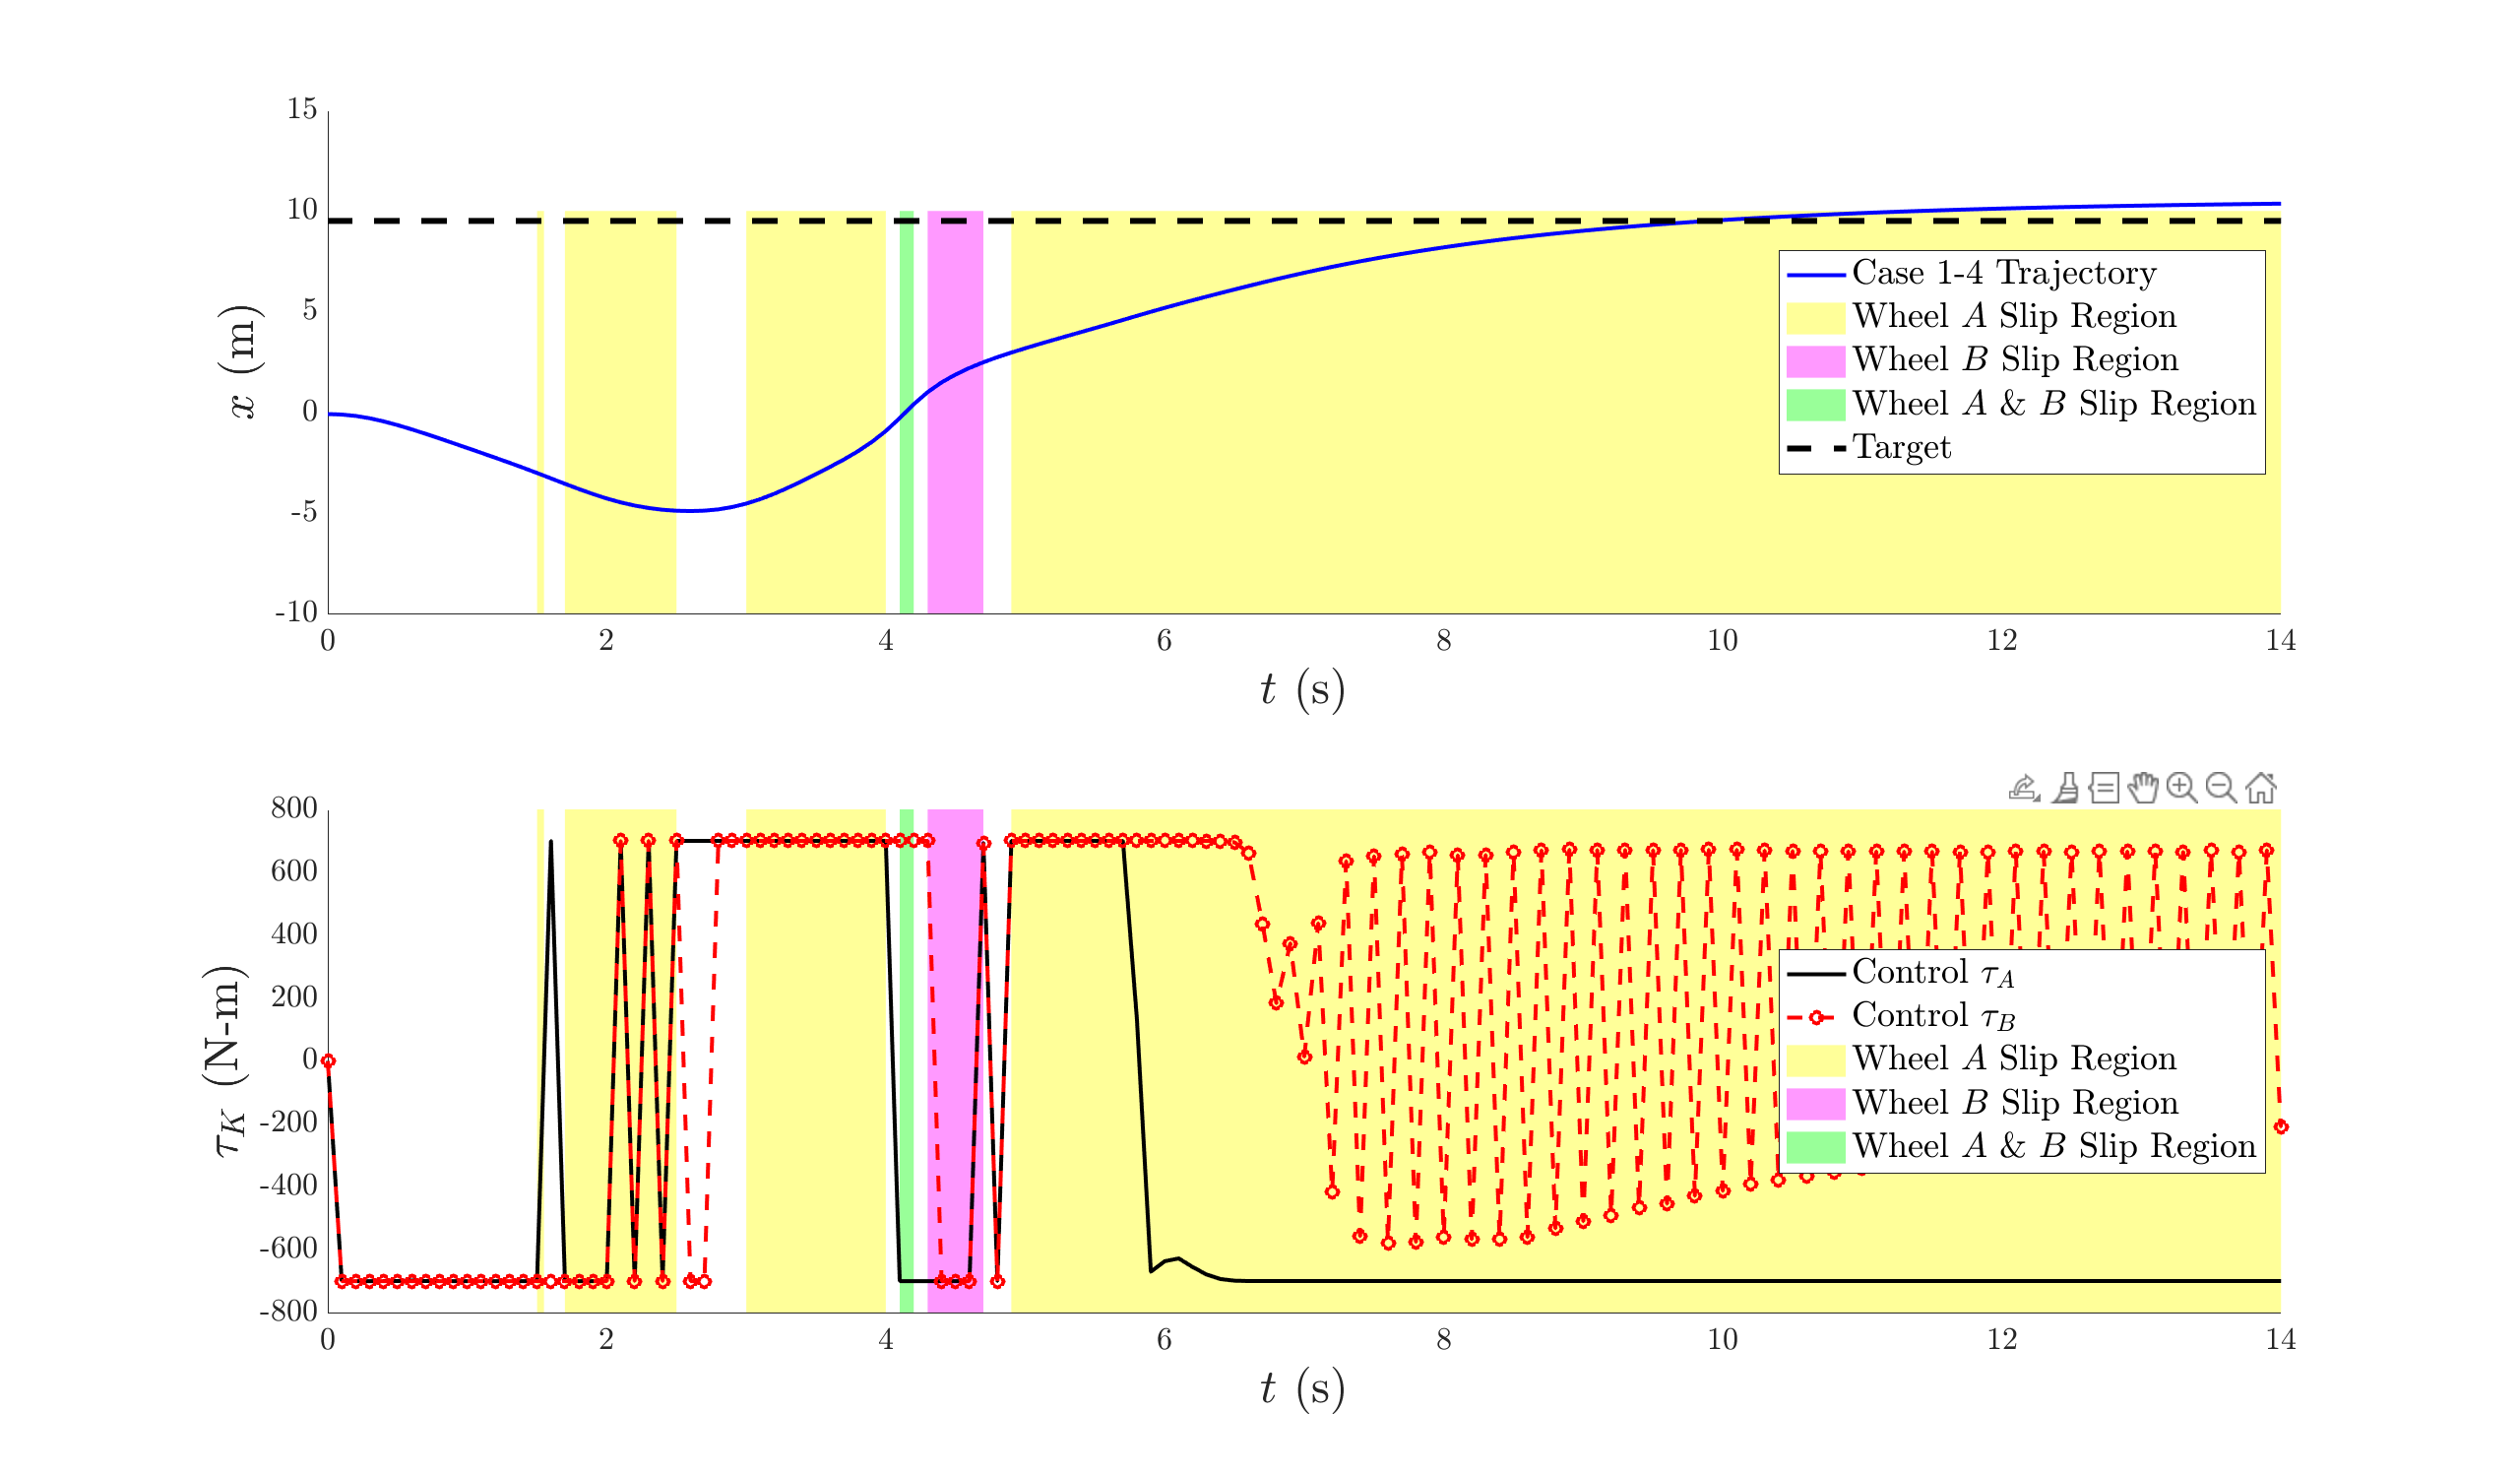 15
10
5
0
-5
-10
x (m)
0 2 4 6 8 10 12 14
t (s)
Case 1-4 Trajectory
Wheel A Slip Region
Wheel B Slip Region
Wheel A & B Slip Region
Target
800
600
400
200
0
-200
-400
-600
-800
τK (N-m)
0 2 4 6 8 10 12 14
t (s)
Control τA
Control τB
Wheel A Slip Region
Wheel B Slip Region
Wheel A & B Slip Region